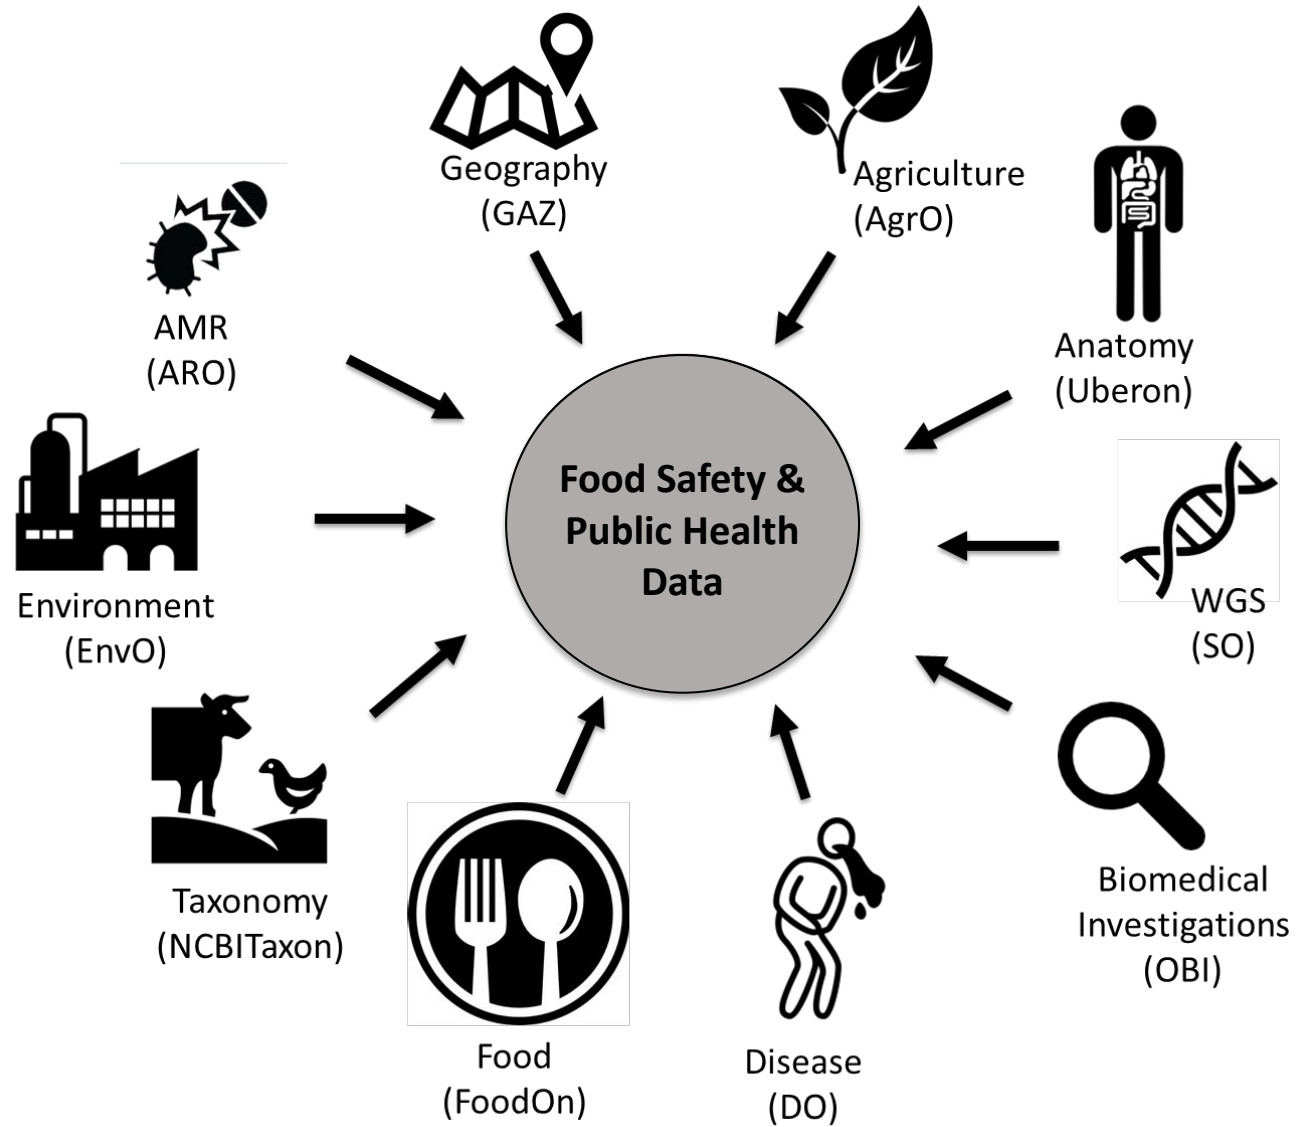 Geography
(GAZ)
Agriculture
(AgrO)
AMR
(ARO)
Anatomy
(Uberon)
Food Safety &
Public Health
Data
Environment
(EnvO)
WGS
(SO)
Taxonomy
(NCBITaxon)
Biomedical
Investigations
(OBI)
Food
(FoodOn)
Disease
(DO)